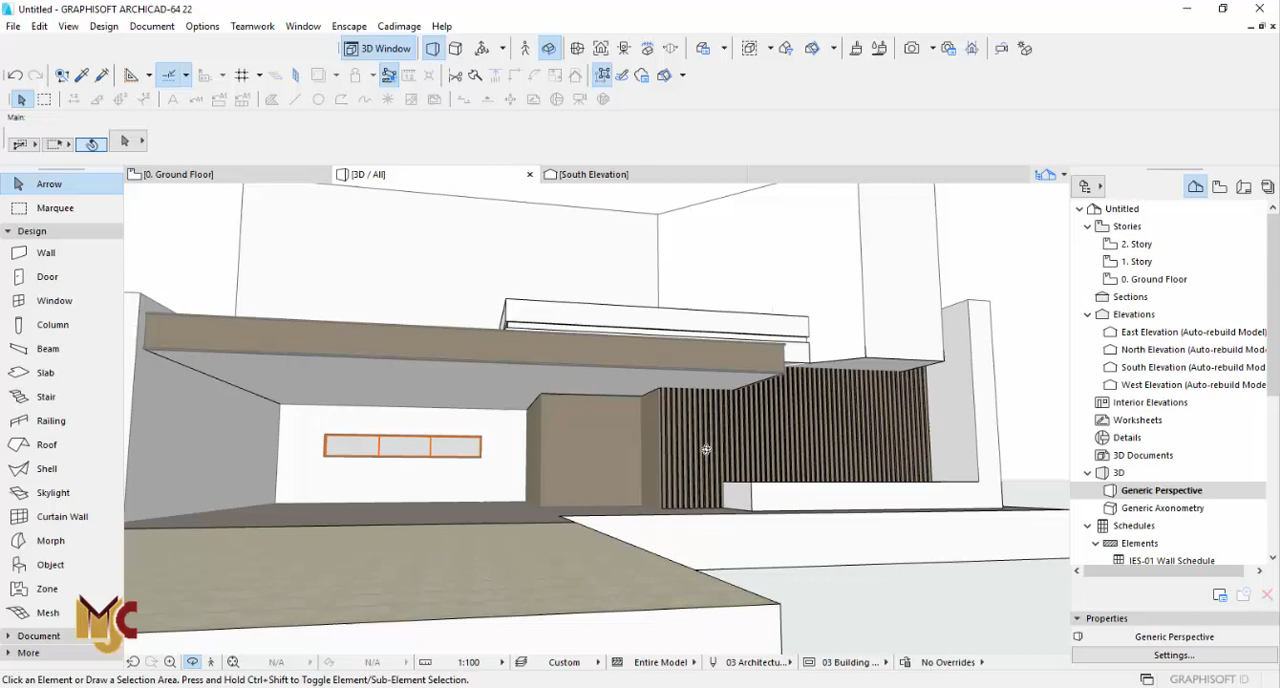 Untitled - GRAPHISOFT ARCHICAD-64 22
File Edit View Design Document Options Teamwork Window Enscape Cadimage Help
3D Window
Main:
[0. Ground Floor]
[3D / All]
[South Elevation]
Arrow
Marquee
Design
Wall
Door
Window
Column
Beam
Slab
Stair
Railing
Roof
Shell
Skylight
Curtain Wall
Morph
Object
Zone
Mesh
Document
More
MSC
Untitled
Stories
2. Story
1. Story
0. Ground Floor
Sections
Elevations
East Elevation (Auto-rebuild Model)
North Elevation (Auto-rebuild Mode
South Elevation (Auto-rebuild Mode
West Elevation (Auto-rebuild Mode
Interior Elevations
Worksheets
Details
3D Documents
3D
Generic Perspective
Generic Axonometry
Schedules
Elements
IES-01 Wall Schedule
Properties
Generic Perspective
Settings...
N/A
N/A
1:100
Custom
Entire Model
03 Architectu...
03 Building ...
No Overrides
Click an Element or Draw a Selection Area. Press and Hold Ctrl+Shift to Toggle Element/Sub-Element Selection.
GRAPHISOFT ID